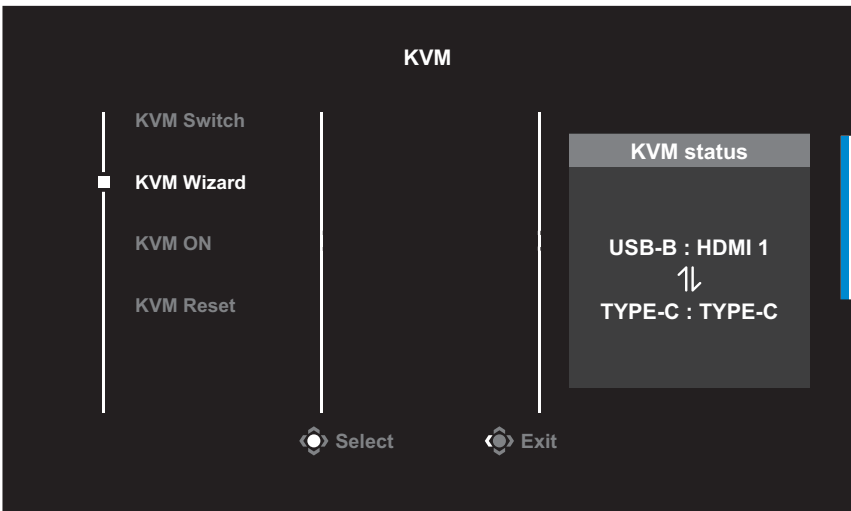 KVM
KVM Switch
KVM Wizard
KVM ON
KVM Reset
KVM status
USB-B : HDMI 1
TYPE-C : TYPE-C
Select
Exit